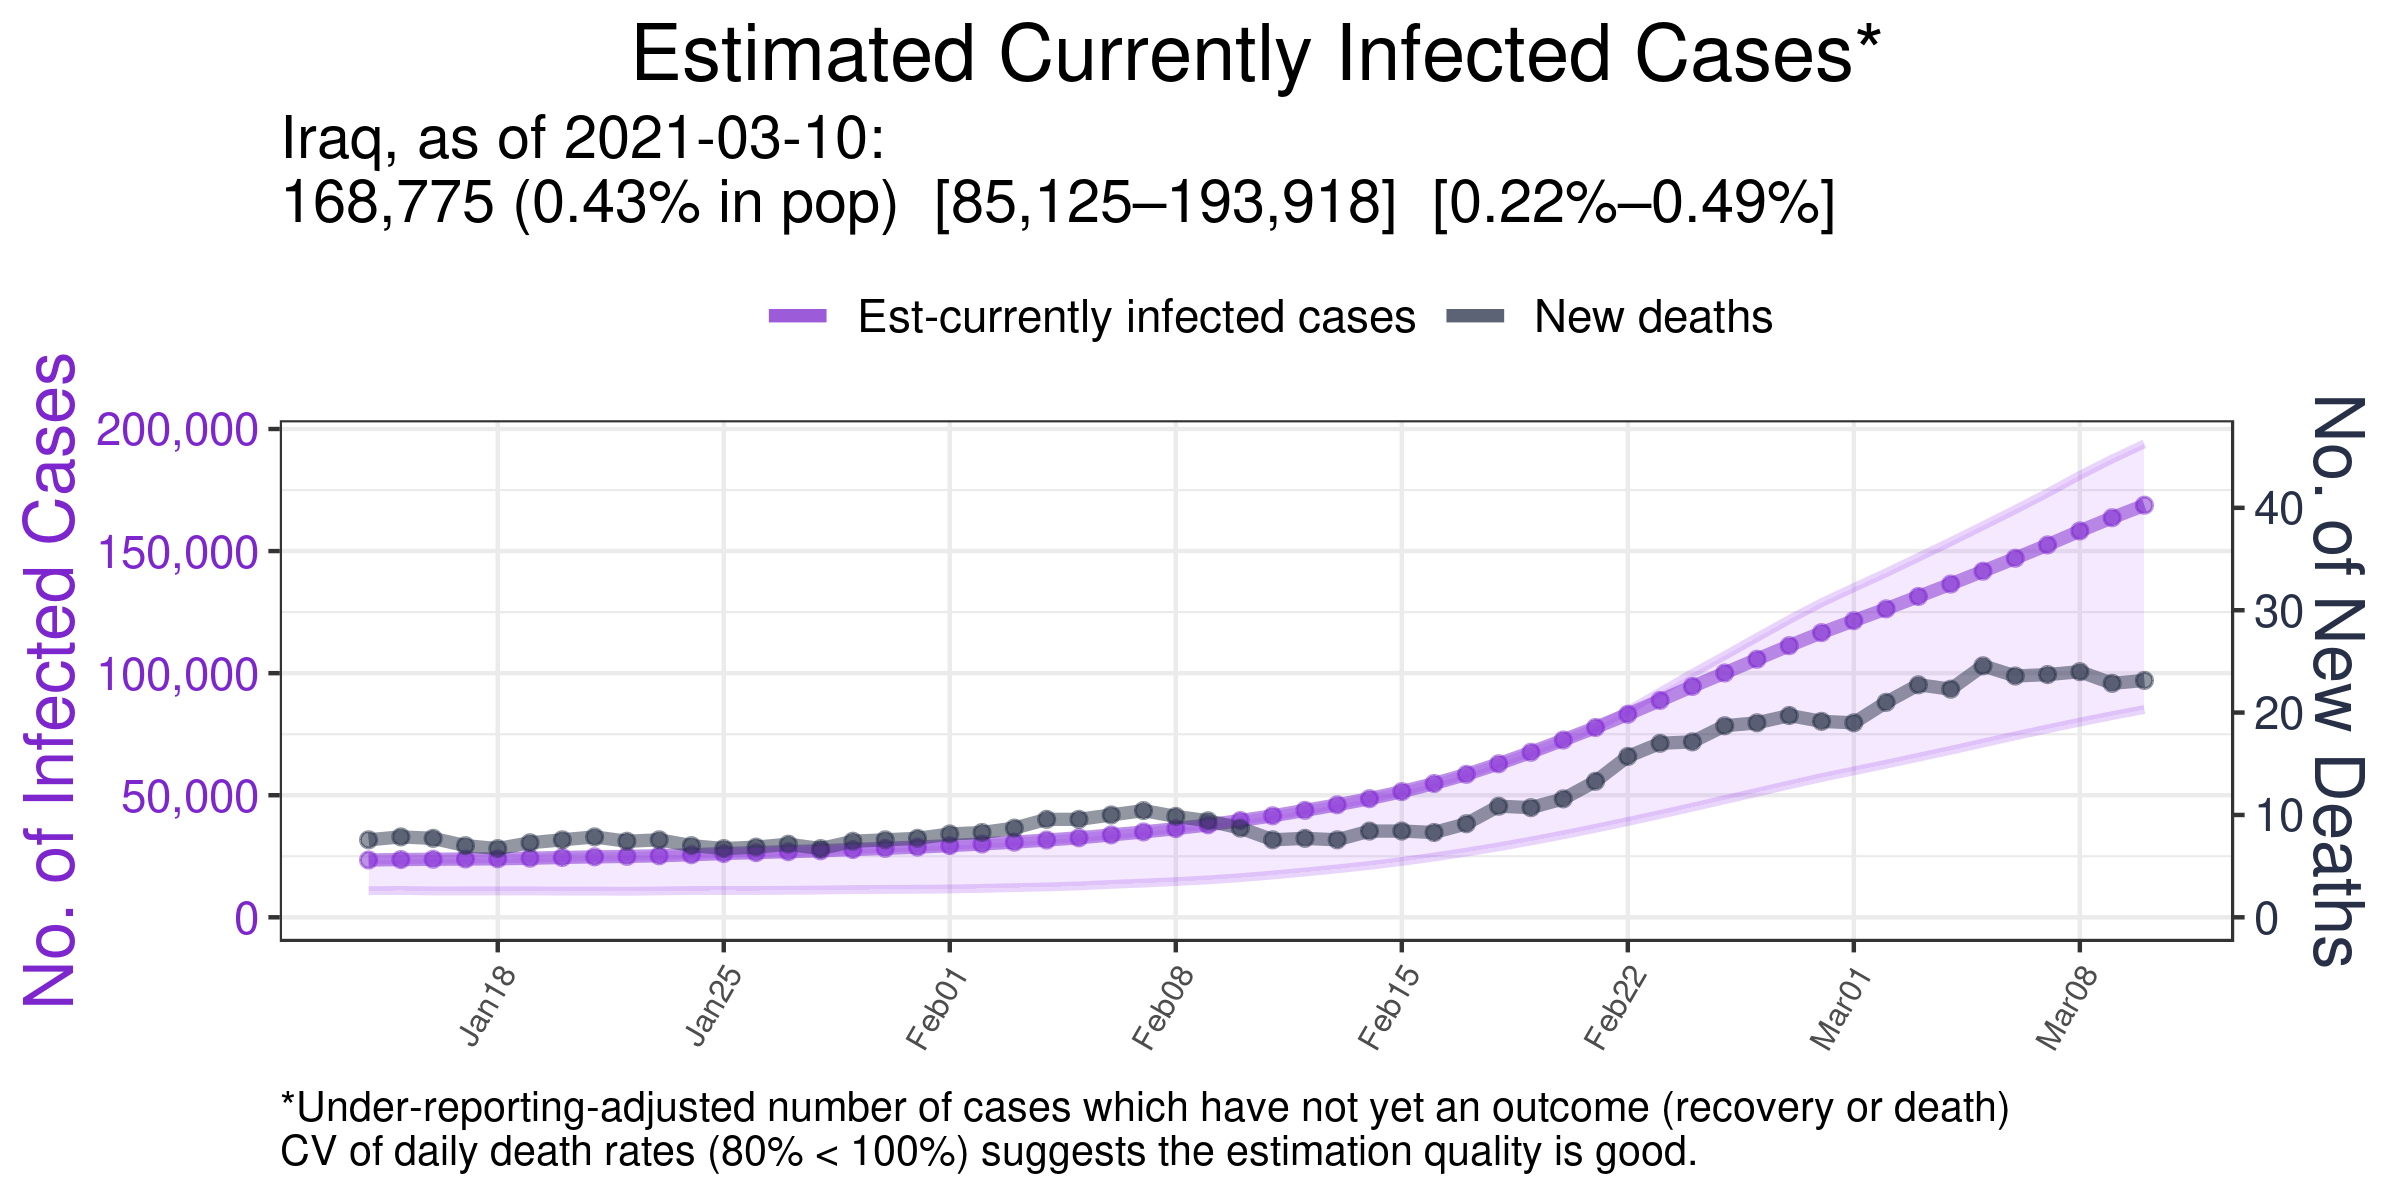 Estimated Currently Infected Cases*
Iraq, as of 2021-03-10:
168,775 (0.43% in pop)  [85,125–193,918]  [0.22%–0.49%]
Est-currently infected cases
New deaths
No. of Infected Cases
200,000
150,000
100,000
50,000
0
No. of New Deaths
40
30
20
10
0
Jan18
Jan25
Feb01
Feb08
Feb15
Feb22
Mar01
Mar08
*Under-reporting-adjusted number of cases which have not yet an outcome (recovery or death)
CV of daily death rates (80% < 100%) suggests the estimation quality is good.